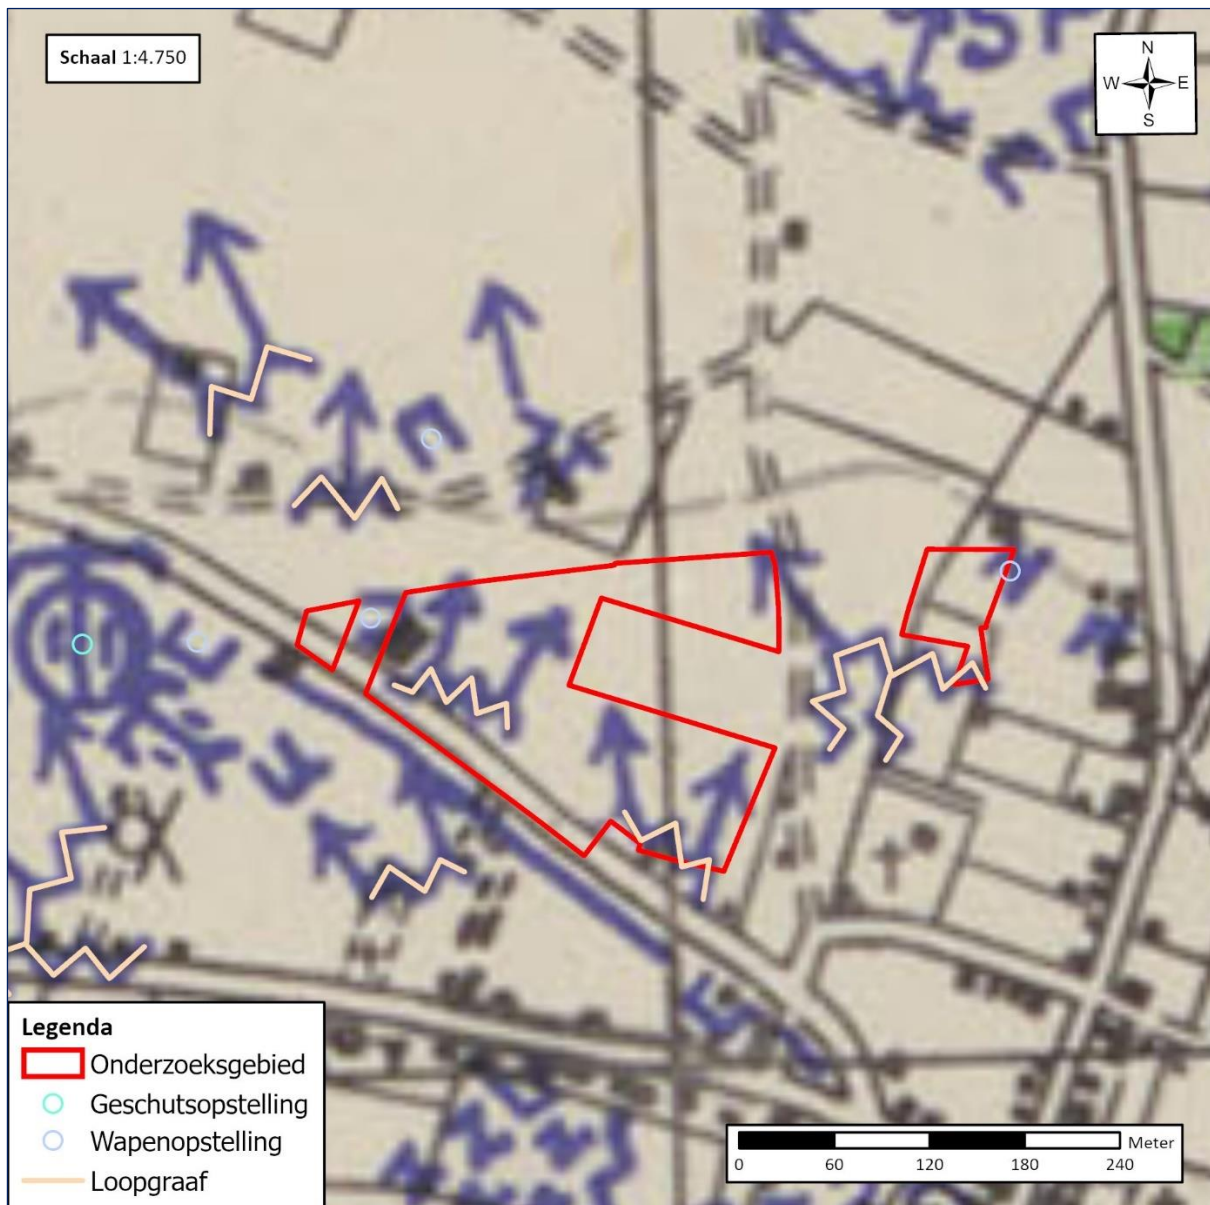 Schaal 1:4.750
N
W E
S
Legenda
Onderzoeksgebied
Geschutsopstelling
Wapenopstelling
Loopgraaf
Meter
0 60 120 180 240